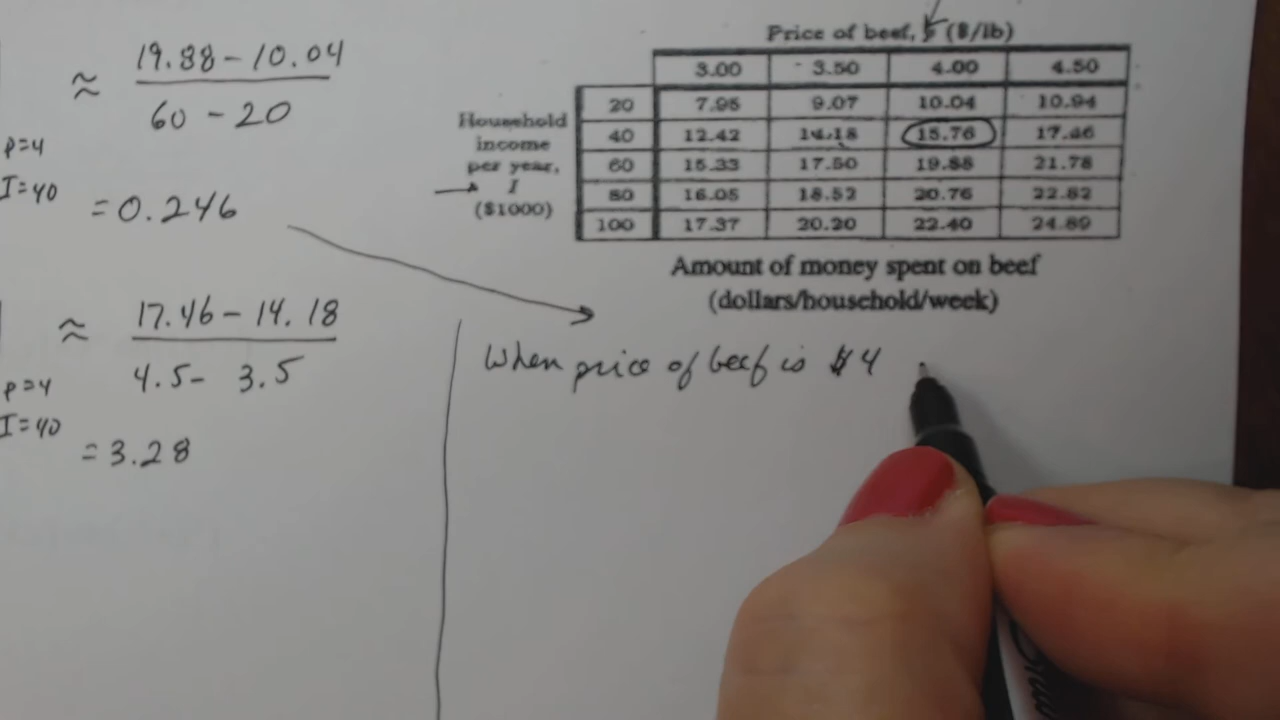 ≈ 19.88 - 10.04
60 - 20
P=4
I=40
= 0.246
≈ 17.46 - 14.18
4.5 - 3.5
P=4
I=40
= 3.28
Price of beef, p ($/lb)
3.00 3.50 4.00 4.50
Household
income
per year,
I
($1000)
20 7.95 9.07 10.04 10.94
40 12.42 14.18 15.76 17.46
60 15.33 17.50 19.88 21.78
80 16.05 18.52 20.76 22.82
100 17.37 20.20 22.40 24.89
Amount of money spent on beef
(dollars/household/week)
When price of beef is $4